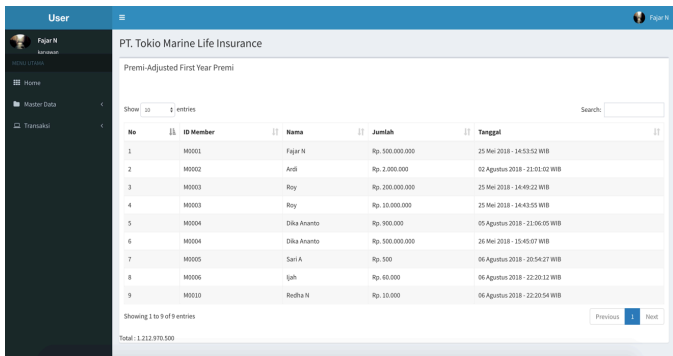 User
Fajar N
Fajar N
karyawan
MENU UTAMA
Home
Master Data
Transaksi
PT. Tokio Marine Life Insurance
Premi-Adjusted First Year Premi
Show 10 entries
Search:
No ID Member Nama Jumlah Tanggal
1 M0001 Fajar N Rp. 500.000.000 25 Mei 2018 - 14:53:52 WIB
2 M0002 Ardi Rp. 2.000.000 02 Agustus 2018 - 21:01:02 WIB
3 M0003 Roy Rp. 200.000.000 25 Mei 2018 - 14:49:22 WIB
4 M0003 Roy Rp. 10.000.000 25 Mei 2018 - 14:43:55 WIB
5 M0004 Dika Ananto Rp. 900.000 05 Agustus 2018 - 21:06:05 WIB
6 M0004 Dika Ananto Rp. 500.000.000 26 Mei 2018 - 15:45:07 WIB
7 M0005 Sari A Rp. 500 06 Agustus 2018 - 20:54:27 WIB
8 M0006 Ijah Rp. 60.000 06 Agustus 2018 - 22:20:12 WIB
9 M0010 Redha N Rp. 10.000 06 Agustus 2018 - 22:20:54 WIB
Showing 1 to 9 of 9 entries
Previous 1 Next
Total : 1.212.970.500